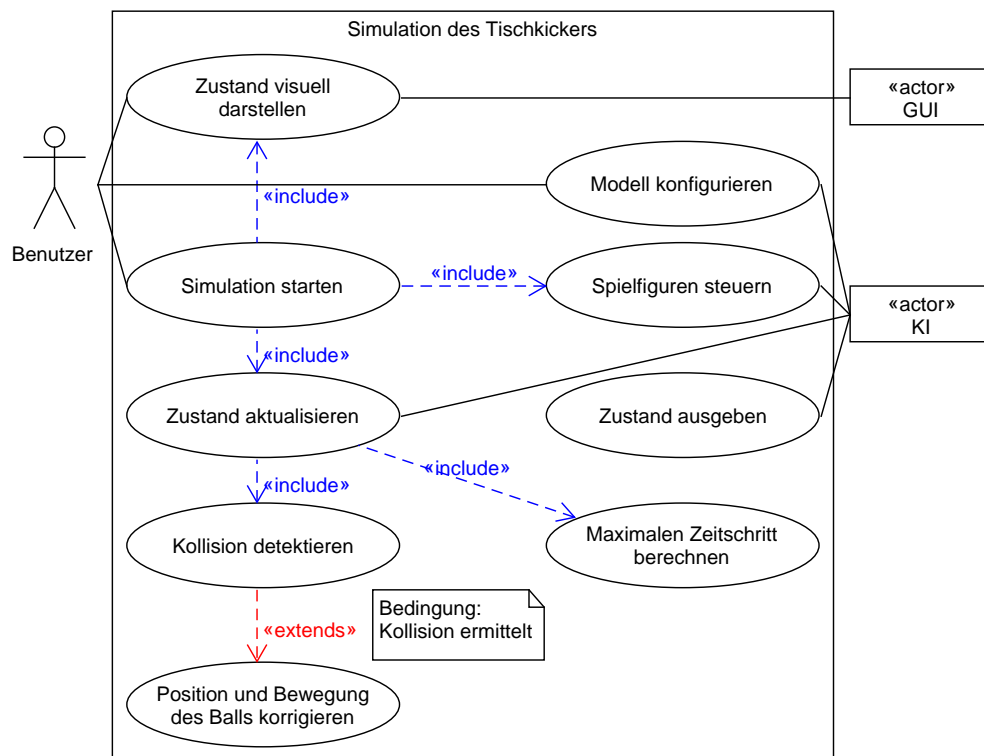 Simulation des Tischkickers
Zustand visuell
darstellen
«actor»
GUI
Benutzer
«include»
Modell konfigurieren
Simulation starten
«include»
Spielfiguren steuern
«actor»
KI
«include»
Zustand aktualisieren
Zustand ausgeben
«include»
«include»
Kollision detektieren
Maximalen Zeitschritt
berechnen
«extends»
Bedingung:
Kollision ermittelt
Position und Bewegung
des Balls korrigieren